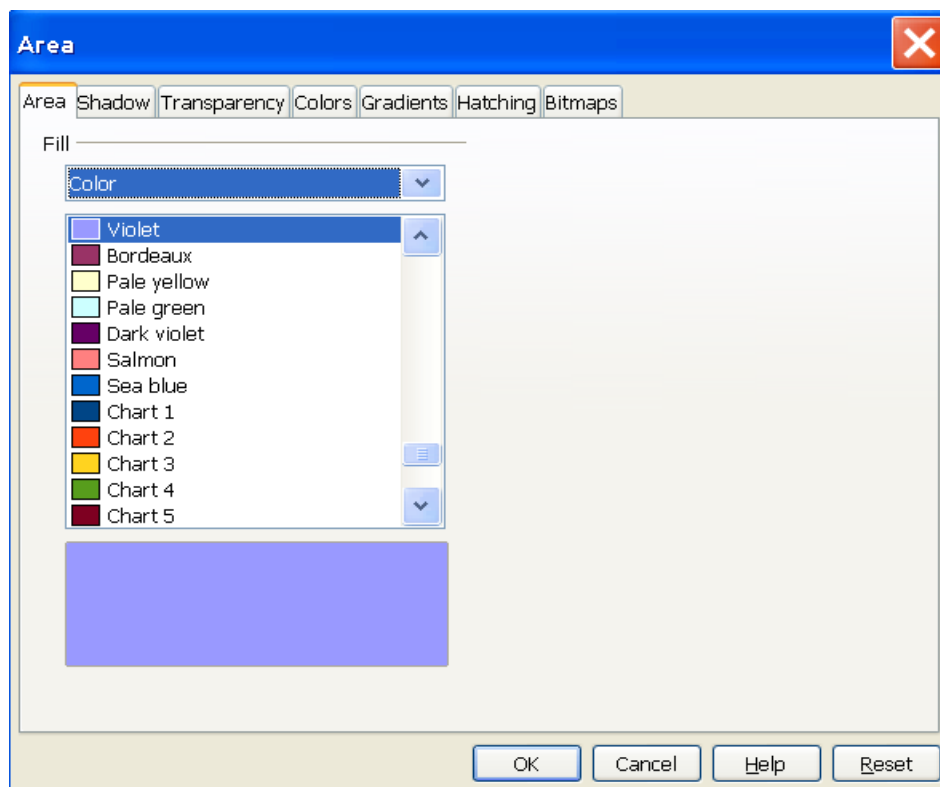 Area
Area Shadow Transparency Colors Gradients Hatching Bitmaps
Fill
Color
Violet
Bordeaux
Pale yellow
Pale green
Dark violet
Salmon
Sea blue
Chart 1
Chart 2
Chart 3
Chart 4
Chart 5
OK Cancel Help Reset